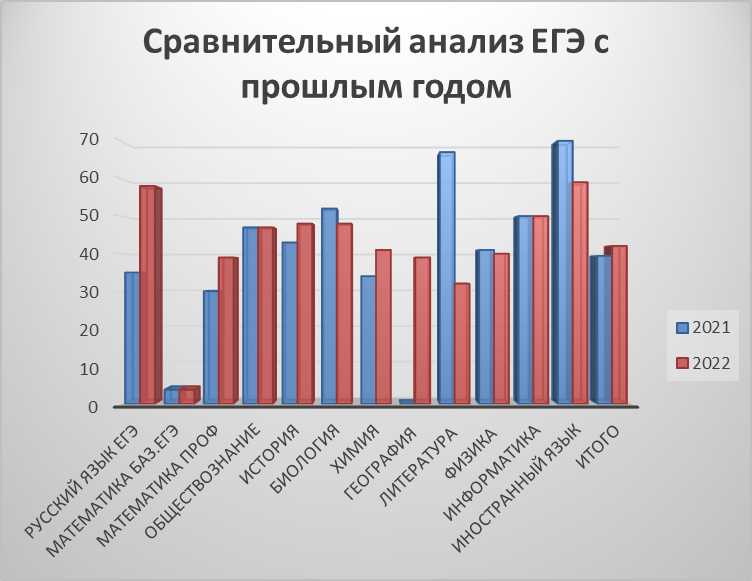 Сравнительный анализ ЕГЭ с
прошлым годом
70
60
50
40
30
20
10
0
2021
2022
РУССКИЙ ЯЗЫК ЕГЭ
МАТЕМАТИКА БАЗ.ЕГЭ
МАТЕМАТИКА ПРОФ
ОБЩЕСТВОЗНАНИЕ
ИСТОРИЯ
БИОЛОГИЯ
ХИМИЯ
ГЕОГРАФИЯ
ЛИТЕРАТУРА
ФИЗИКА
ИНФОРМАТИКА
ИНОСТРАННЫЙ ЯЗЫК
ИТОГО